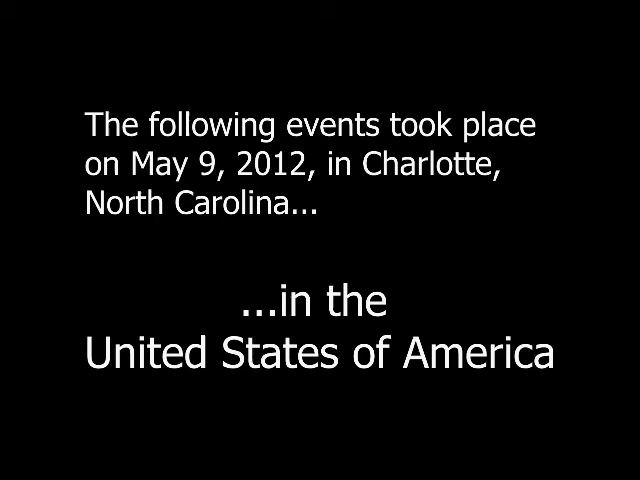 The following events took place
on May 9, 2012, in Charlotte,
North Carolina...
...in the
United States of America